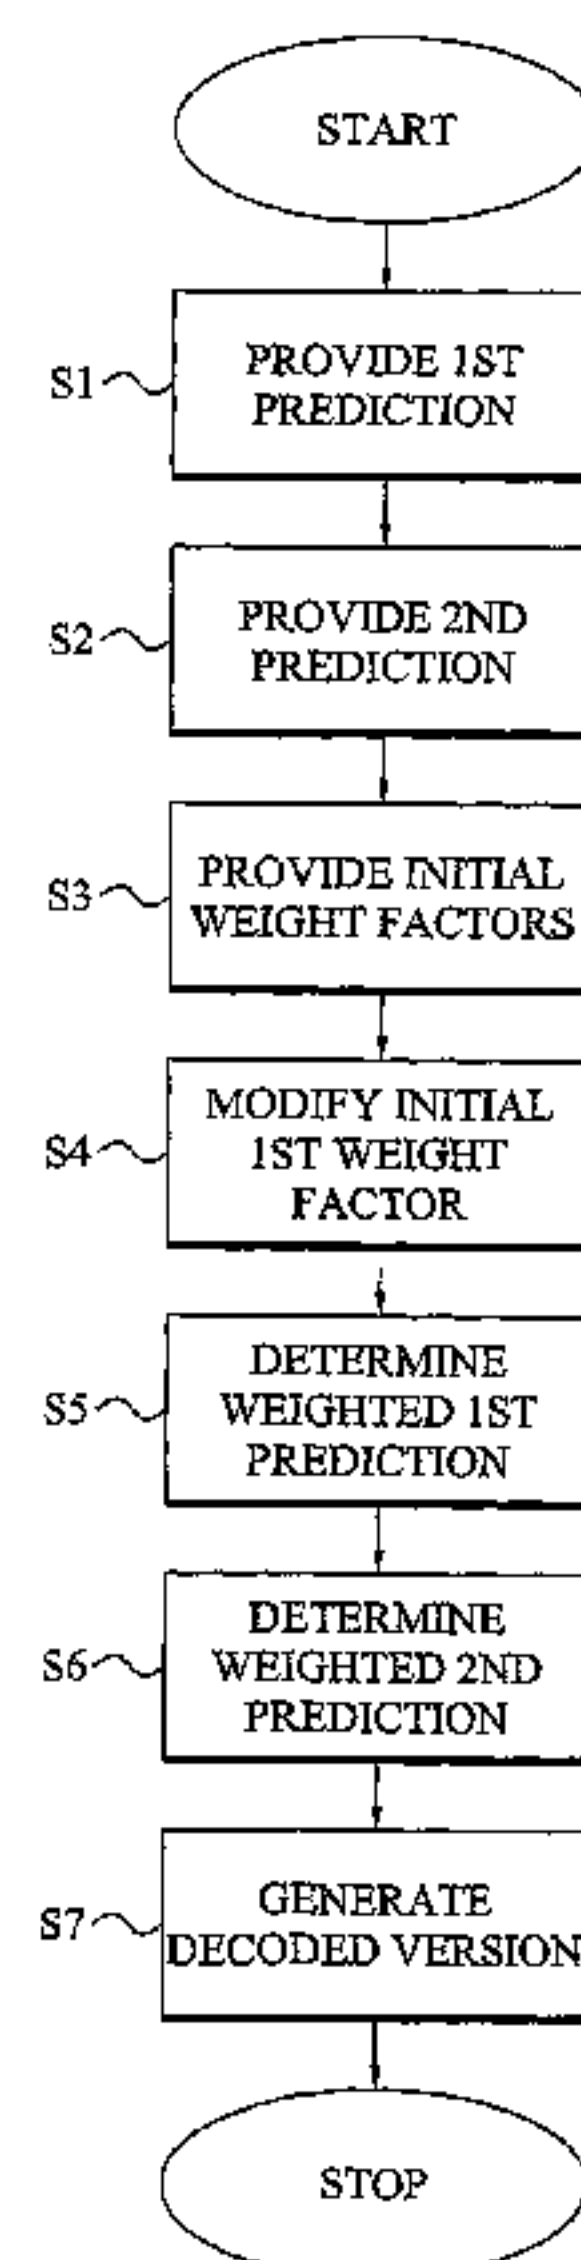 START
S1
PROVIDE 1ST
PREDICTION
S2
PROVIDE 2ND
PREDICTION
S3
PROVIDE INITIAL
WEIGHT FACTORS
S4
MODIFY INITIAL
1ST WEIGHT
FACTOR
S5
DETERMINE
WEIGHTED 1ST
PREDICTION
S6
DETERMINE
WEIGHTED 2ND
PREDICTION
S7
GENERATE
DECODED VERSION
STOP